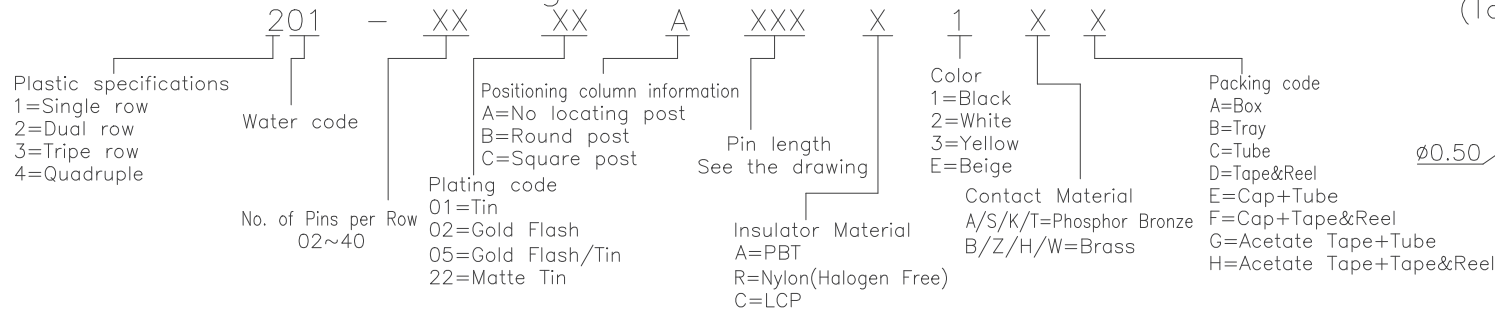 201 - XX XX A XXX X 1 X X
Plastic specifications
1=Single row
2=Dual row
3=Tripe row
4=Quadruple
Water code
No. of Pins per Row
02~40
Plating code
01=Tin
02=Gold Flash
05=Gold Flash/Tin
22=Matte Tin
Positioning column information
A=No locating post
B=Round post
C=Square post
Pin length
See the drawing
Insulator Material
A=PBT
R=Nylon(Halogen Free)
C=LCP
Color
1=Black
2=White
3=Yellow
E=Beige
Contact Material
A/S/K/T=Phosphor Bronze
B/Z/H/W=Brass
Packing code
A=Box
B=Tray
C=Tube
D=Tape&Reel
E=Cap+Tube
F=Cap+Tape&Reel
G=Acetate Tape+Tube
H=Acetate Tape+Tape&Reel
ø0.50